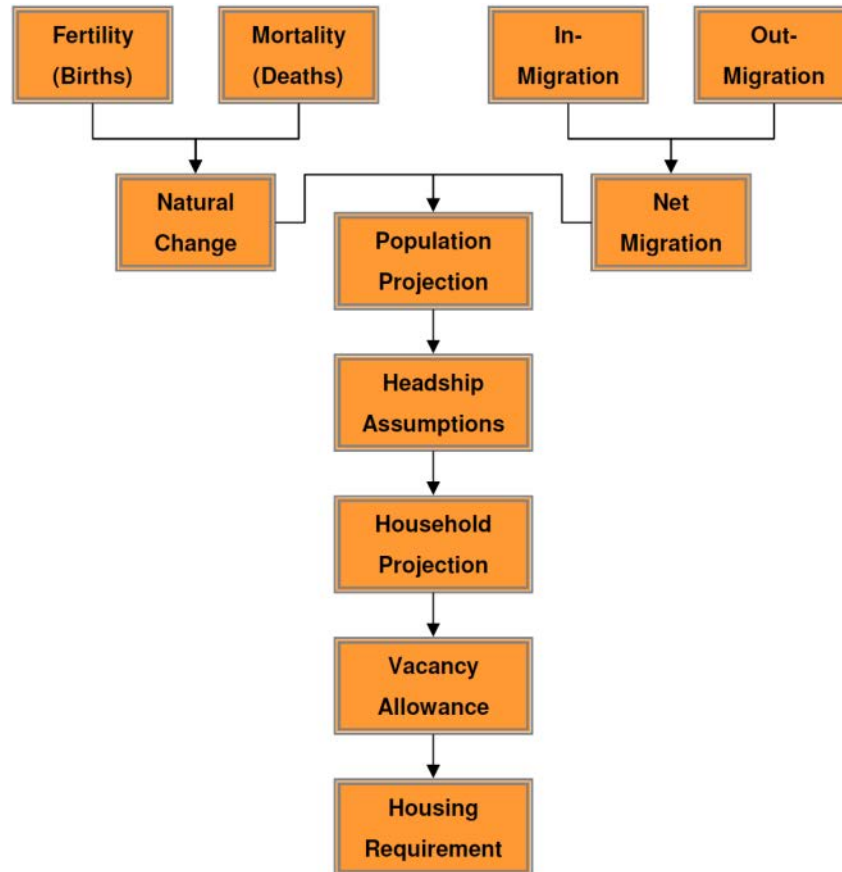 Fertility
(Births)
Mortality
(Deaths)
In-
Migration
Out-
Migration
Natural
Change
Net
Migration
Population
Projection
Headship
Assumptions
Household
Projection
Vacancy
Allowance
Housing
Requirement